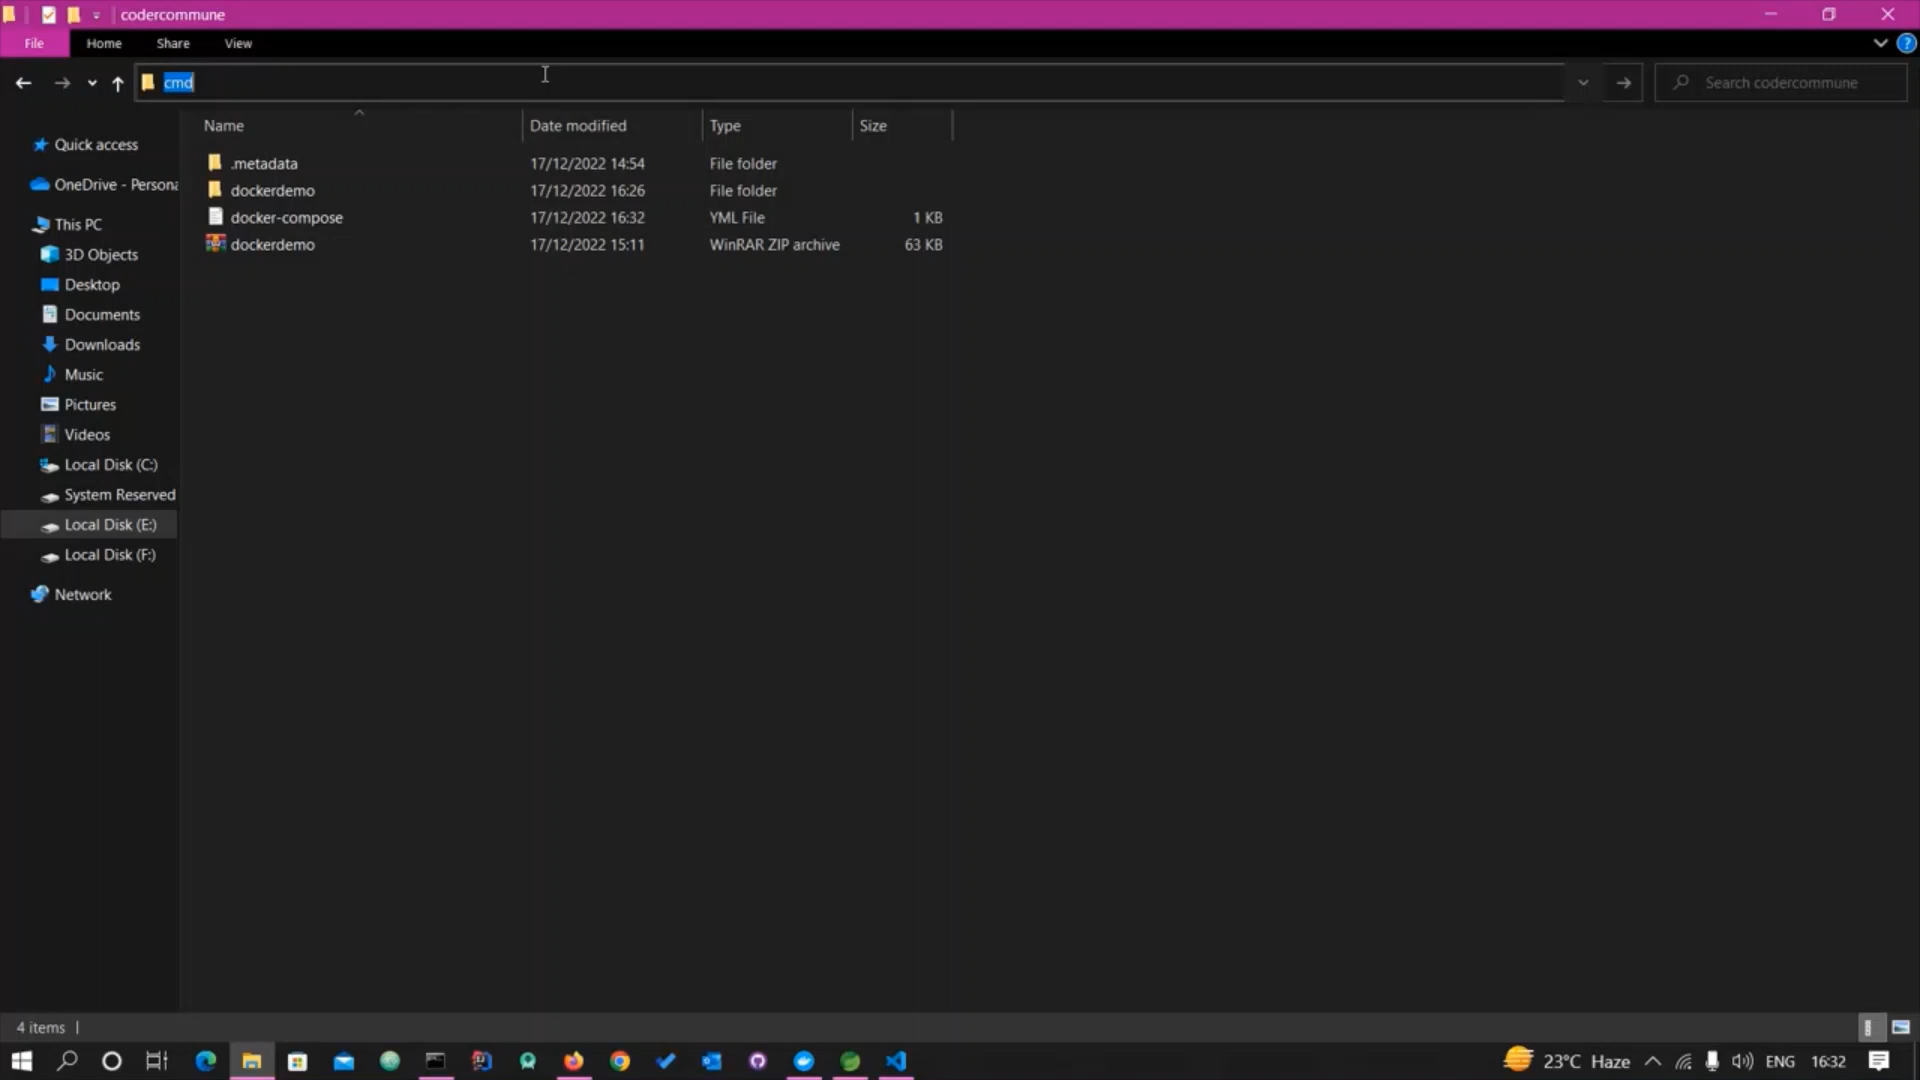 codercommune
File Home Share View
cmd
Search codercommune
Name Date modified Type Size
.metadata 17/12/2022 14:54 File folder
dockerdemo 17/12/2022 16:26 File folder
docker-compose 17/12/2022 16:32 YML File 1 KB
dockerdemo 17/12/2022 15:11 WinRAR ZIP archive 63 KB
Quick access
OneDrive - Persona
This PC
3D Objects
Desktop
Documents
Downloads
Music
Pictures
Videos
Local Disk (C:)
System Reserved
Local Disk (E:)
Local Disk (F:)
Network
4 items
23°C Haze ENG 16:32